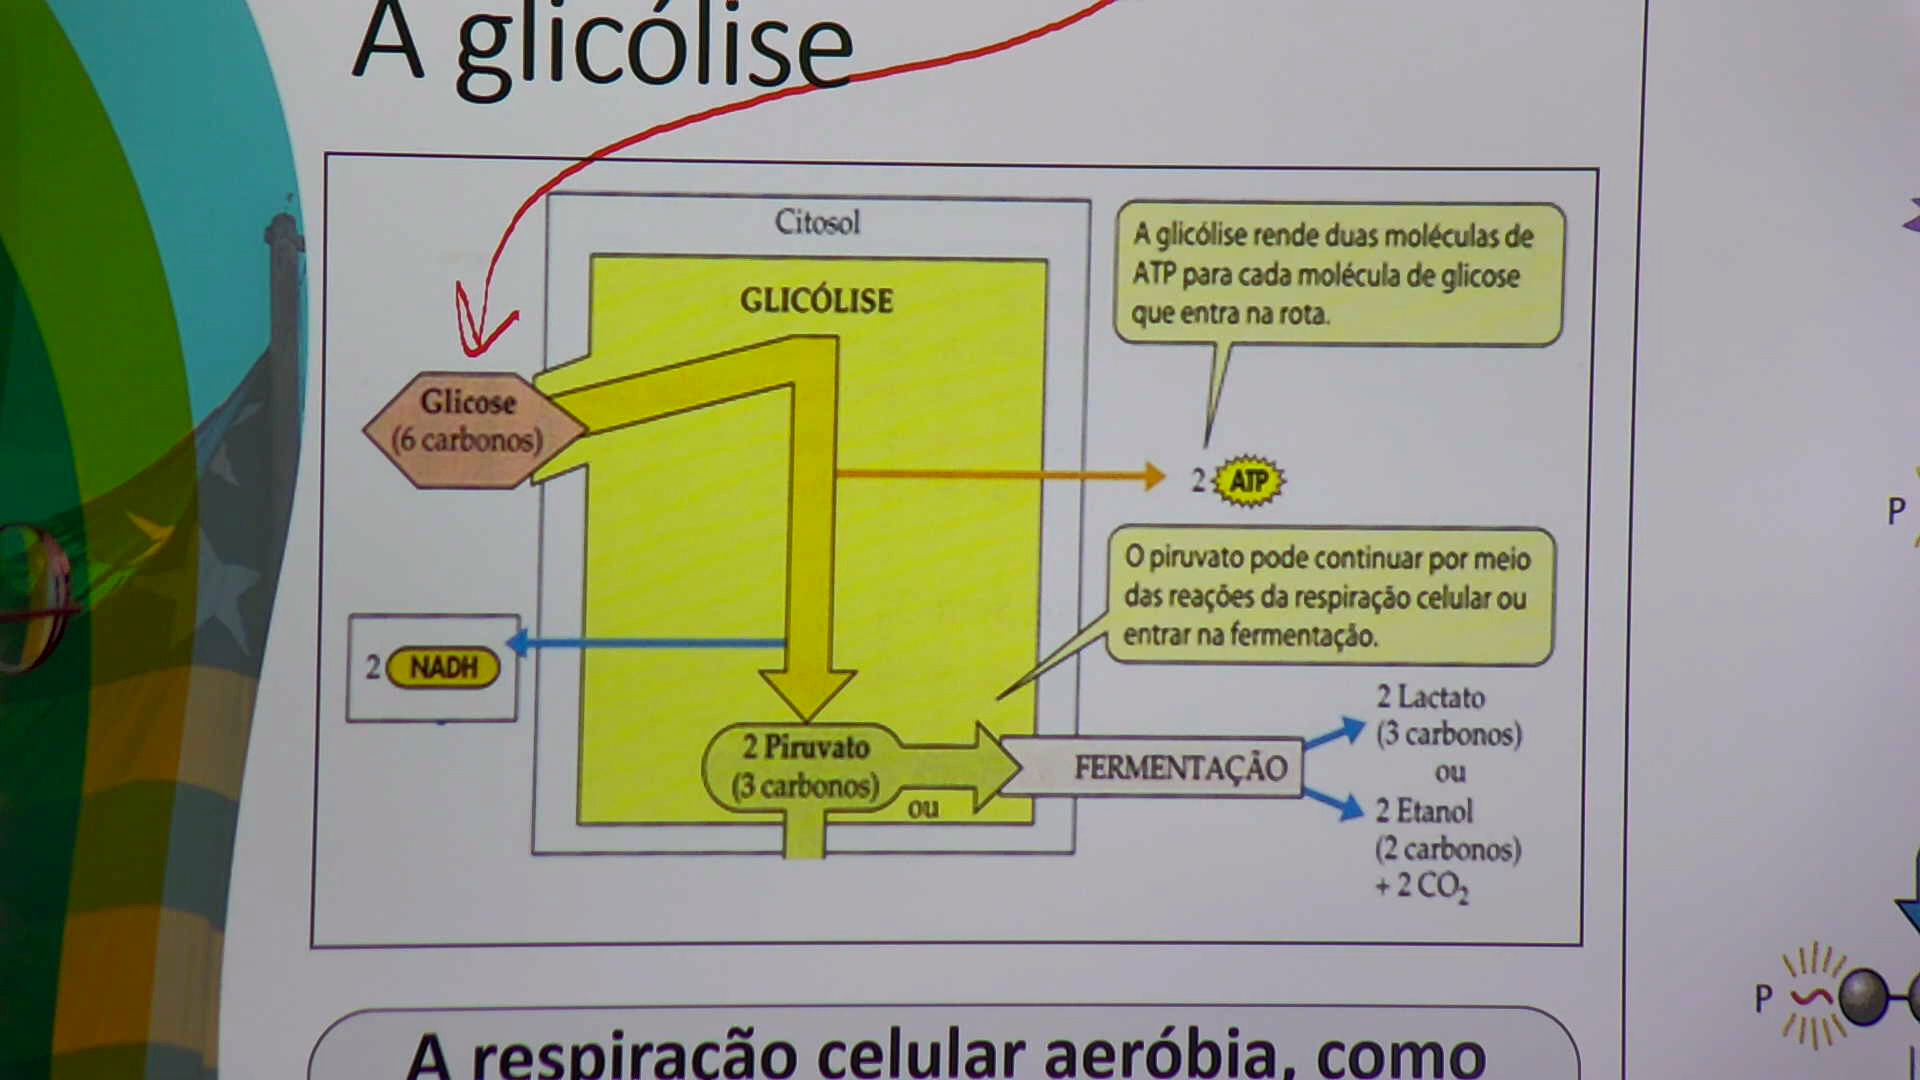 A glicólise
Citosol
GLICÓLISE
A glicólise rende duas moléculas de
ATP para cada molécula de glicose
que entra na rota.
Glicose
(6 carbonos)
2 ATP
O piruvato pode continuar por meio
das reações da respiração celular ou
entrar na fermentação.
2 NADH
2 Piruvato
(3 carbonos)
ou
FERMENTAÇÃO
2 Lactato
(3 carbonos)
ou
2 Etanol
(2 carbonos)
+ 2 CO₂
A respiração celular aeróbia, como
P
P